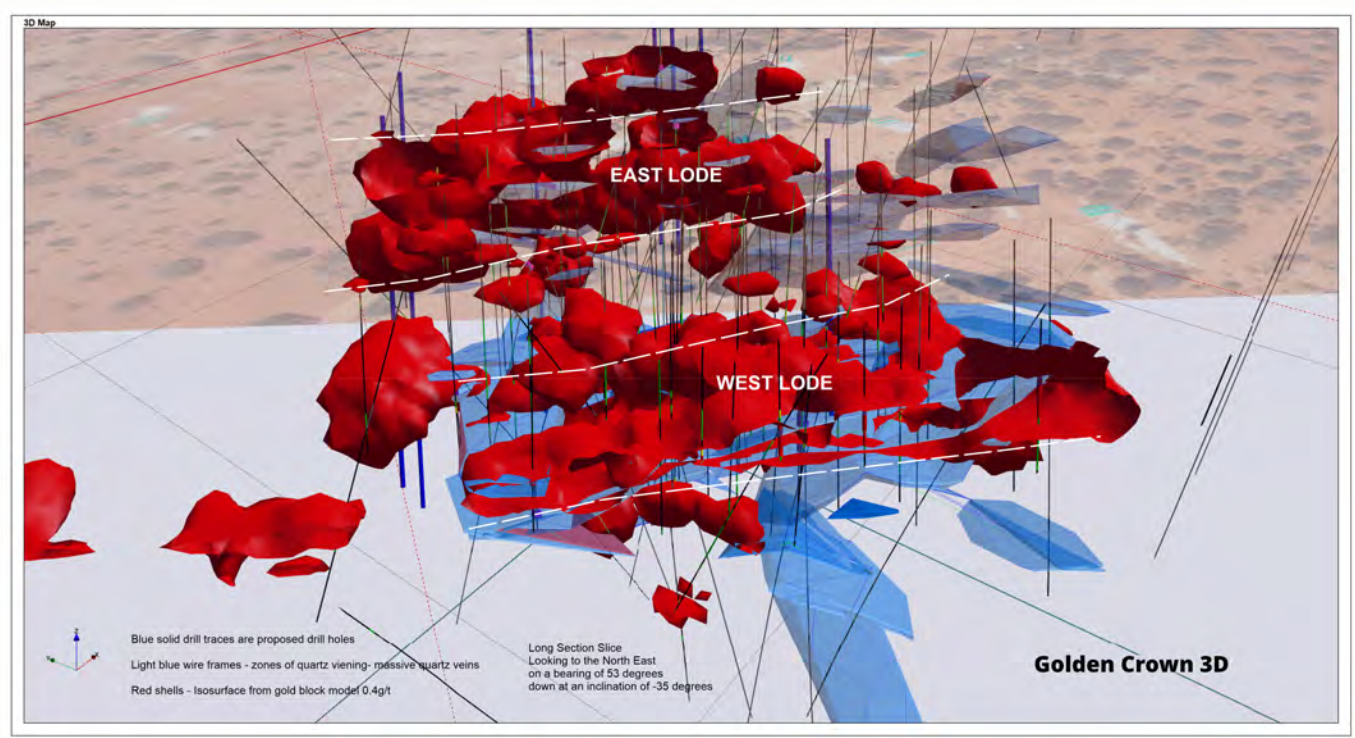 3D Map
EAST LODE
WEST LODE
Z
Y
X
Blue solid drill traces are proposed drill holes
Light blue wire frames - zones of quartz viening- massive quartz veins
Red shells - Isosurface from gold block model 0.4g/t
Long Section Slice
Looking to the North East
on a bearing of 53 degrees
down at an inclination of -35 degrees
Golden Crown 3D